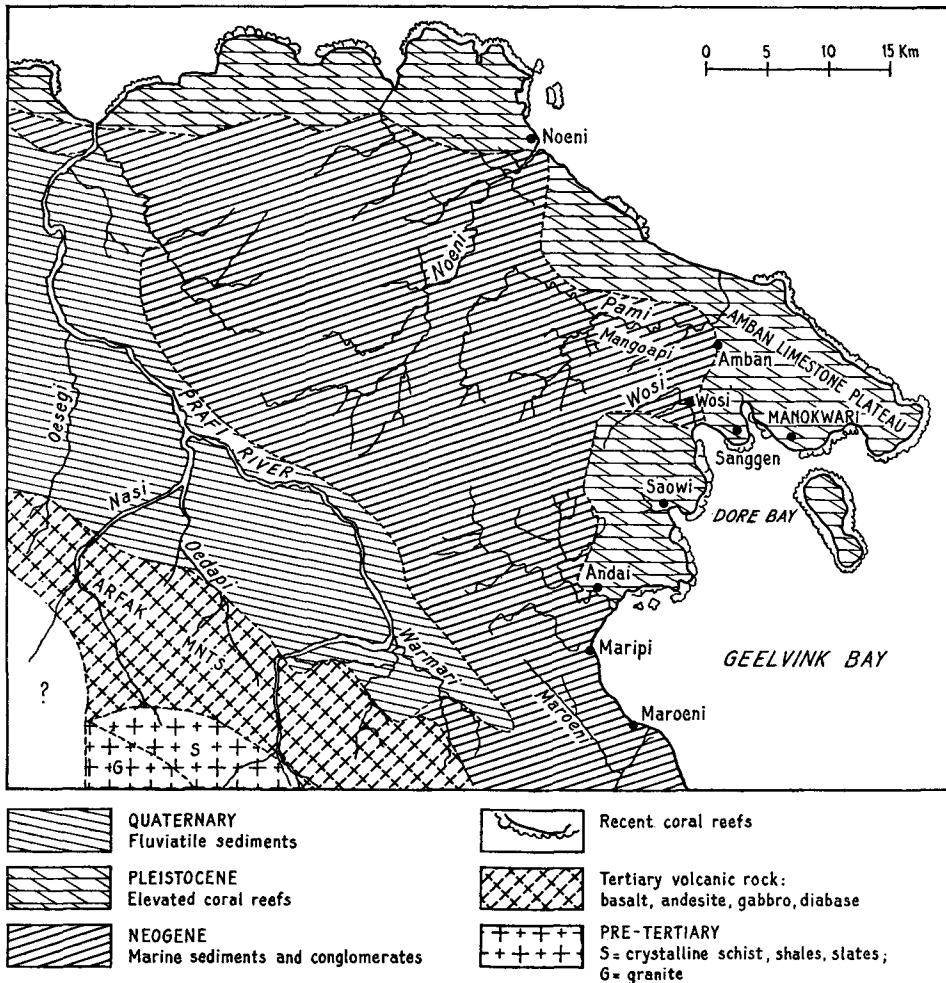 0 5 10 15 Km
Noeni
Noeni
Pami
Mangoapi
Amban
AMBAN LIMESTONE PLATEAU
Wosi
Wosi
MANOKWARI
Sanggen
PRAF RIVER
Oesegi
Nasi
Saowi
DORE BAY
Oedapi
Andai
ARFAK MNTS
Warmari
Maripi
GEELVINK BAY
?
Maroeni
Maroeni
S
G
QUATERNARY
Fluviatile sediments
PLEISTOCENE
Elevated coral reefs
NEOGENE
Marine sediments and conglomerates
Recent coral reefs
Tertiary volcanic rock:
basalt, andesite, gabbro, diabase
PRE-TERTIARY
S= crystalline schist, shales, slates;
G= granite